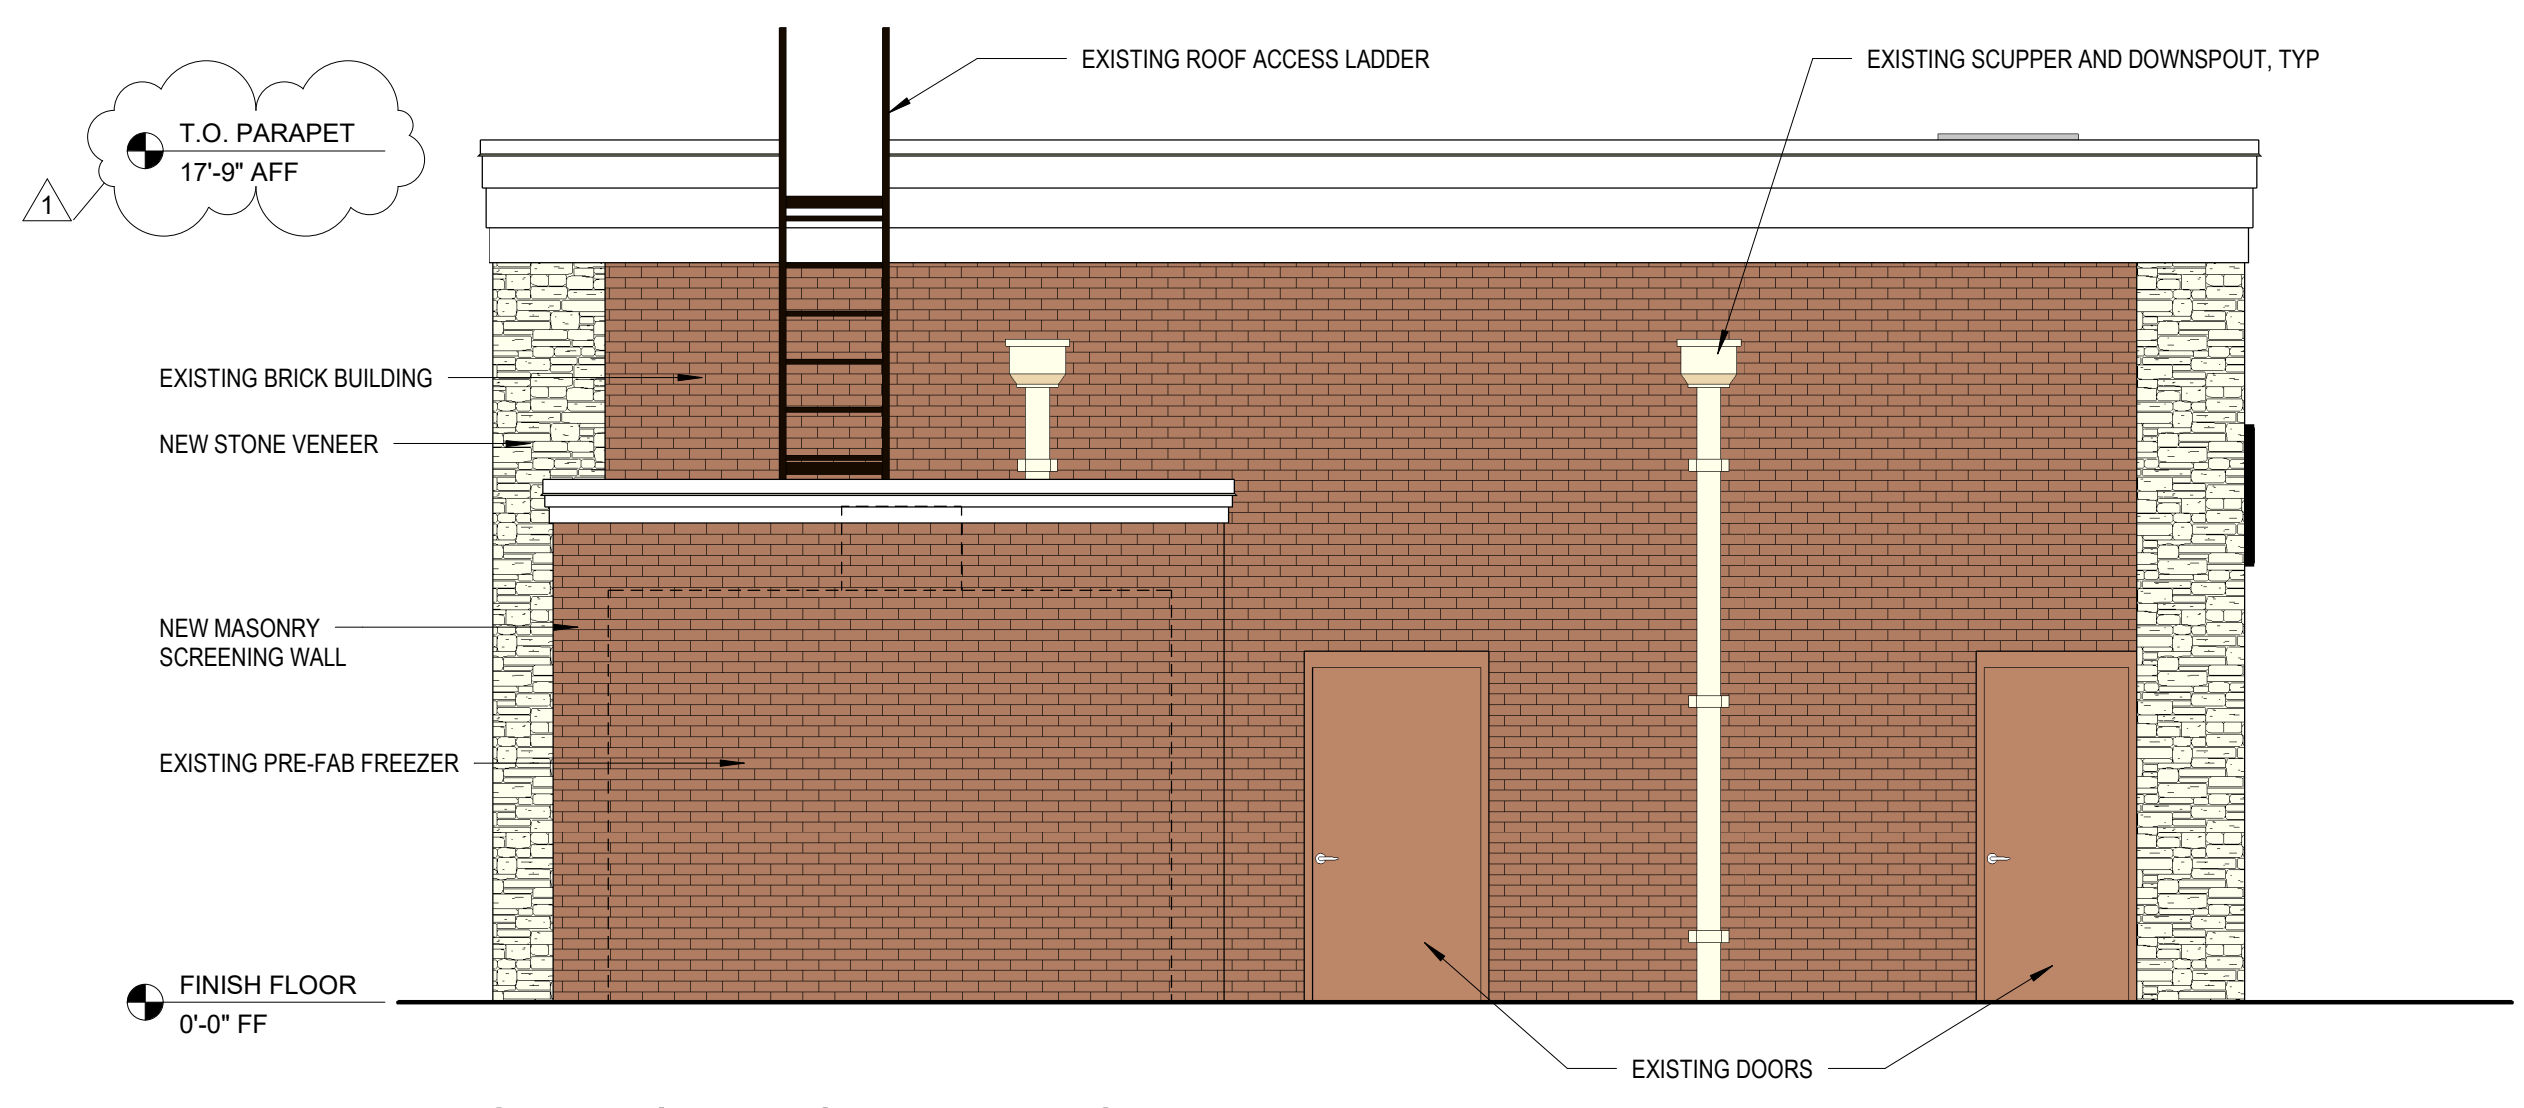 EXISTING ROOF ACCESS LADDER
EXISTING SCUPPER AND DOWNSPOUT, TYP
T.O. PARAPET
17'-9" AFF
1
EXISTING BRICK BUILDING
NEW STONE VENEER
NEW MASONRY
SCREENING WALL
EXISTING PRE-FAB FREEZER
FINISH FLOOR
0'-0" FF
EXISTING DOORS